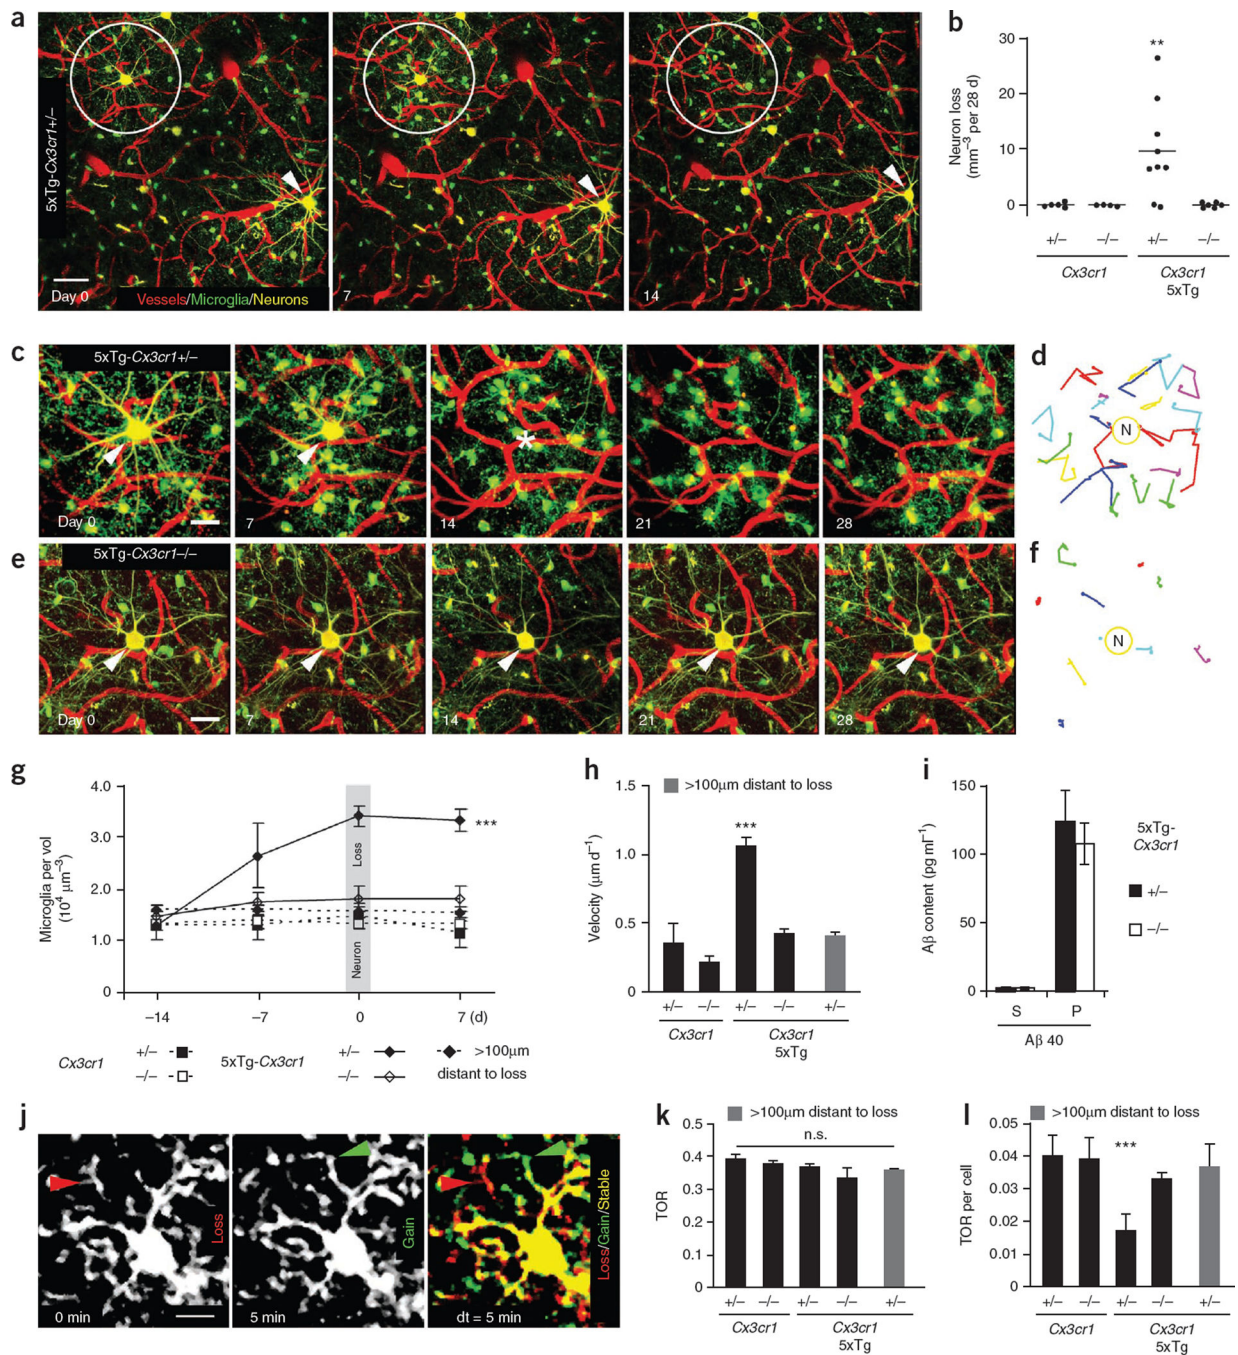 a
5xTg-Cx3cr1+/–
Day 0
Vessels/Microglia/Neurons
7
14
b
**
Neuron loss
(mm–3 per 28 d)
30
20
10
0
+/– –/– +/– –/–
Cx3cr1 Cx3cr1
5xTg
c
5xTg-Cx3cr1+/–
Day 0
7
14
*
21
28
d
N
e
5xTg-Cx3cr1–/–
Day 0
7
14
21
28
f
N
g
Microglia per vol
(10⁴ μm–3)
4.0
3.0
2.0
1.0
0
Neuron Loss
***
–14 –7 0 7 (d)
Cx3cr1 +/– 5xTg-Cx3cr1 +/– >100μm
–/– –/– distant to loss
h
>100μm distant to loss
Velocity (μm d–1)
1.5
1.0
0.5
0
***
+/– –/– +/– –/– +/–
Cx3cr1 Cx3cr1
5xTg
i
Aβ content (pg ml–1)
150
100
50
0
S P
Aβ 40
5xTg-
Cx3cr1
+/–
–/–
j
Loss
0 min
Gain
5 min
Loss/Gain/Stable
dt = 5 min
k
>100μm distant to loss
n.s.
TOR
0.5
0.4
0.3
0.2
0.1
0
+/– –/– +/– –/– +/–
Cx3cr1 Cx3cr1
5xTg
l
>100μm distant to loss
TOR per cell
0.05
0.04
0.03
0.02
0.01
0
***
+/– –/– +/– –/– +/–
Cx3cr1 Cx3cr1
5xTg